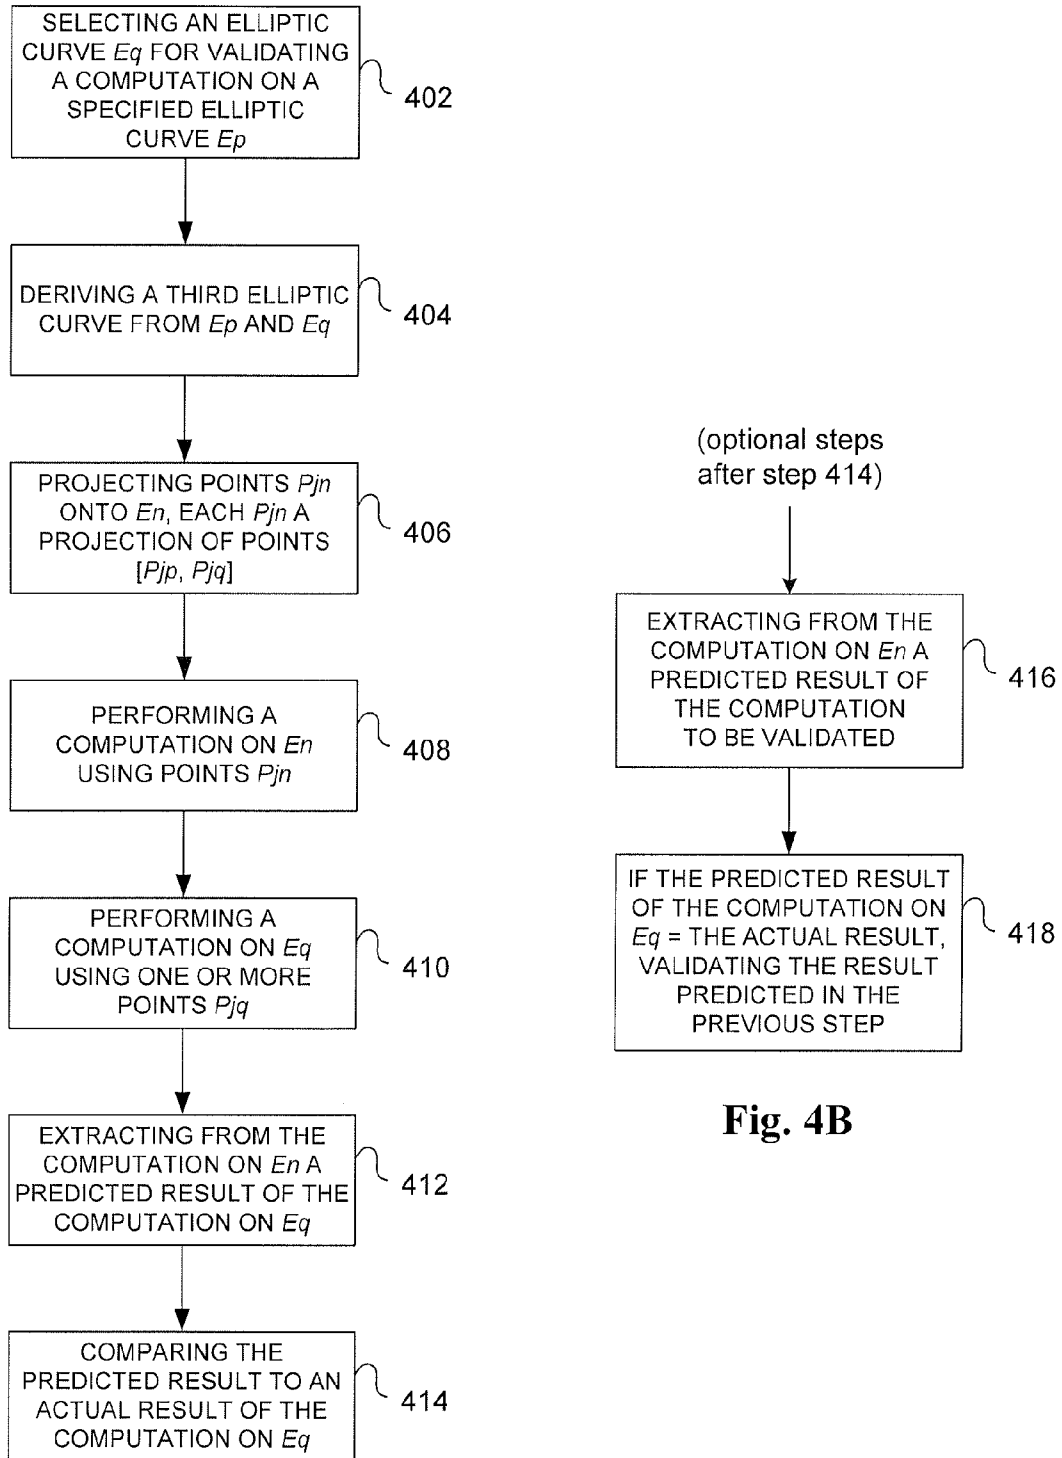 SELECTING AN ELLIPTIC
CURVE Eq FOR VALIDATING
A COMPUTATION ON A
SPECIFIED ELLIPTIC
CURVE Ep
402
DERIVING A THIRD ELLIPTIC
CURVE FROM Ep AND Eq
404
PROJECTING POINTS Pjn
ONTO En, EACH Pjn A
PROJECTION OF POINTS
[Pjp, Pjq]
406
PERFORMING A
COMPUTATION ON En
USING POINTS Pjn
408
PERFORMING A
COMPUTATION ON Eq
USING ONE OR MORE
POINTS Pjq
410
EXTRACTING FROM THE
COMPUTATION ON En A
PREDICTED RESULT OF THE
COMPUTATION ON Eq
412
COMPARING THE
PREDICTED RESULT TO AN
ACTUAL RESULT OF THE
COMPUTATION ON Eq
414
(optional steps
after step 414)
EXTRACTING FROM THE
COMPUTATION ON En A
PREDICTED RESULT OF
THE COMPUTATION
TO BE VALIDATED
416
IF THE PREDICTED RESULT
OF THE COMPUTATION ON
Eq = THE ACTUAL RESULT,
VALIDATING THE RESULT
PREDICTED IN THE
PREVIOUS STEP
418
Fig. 4B